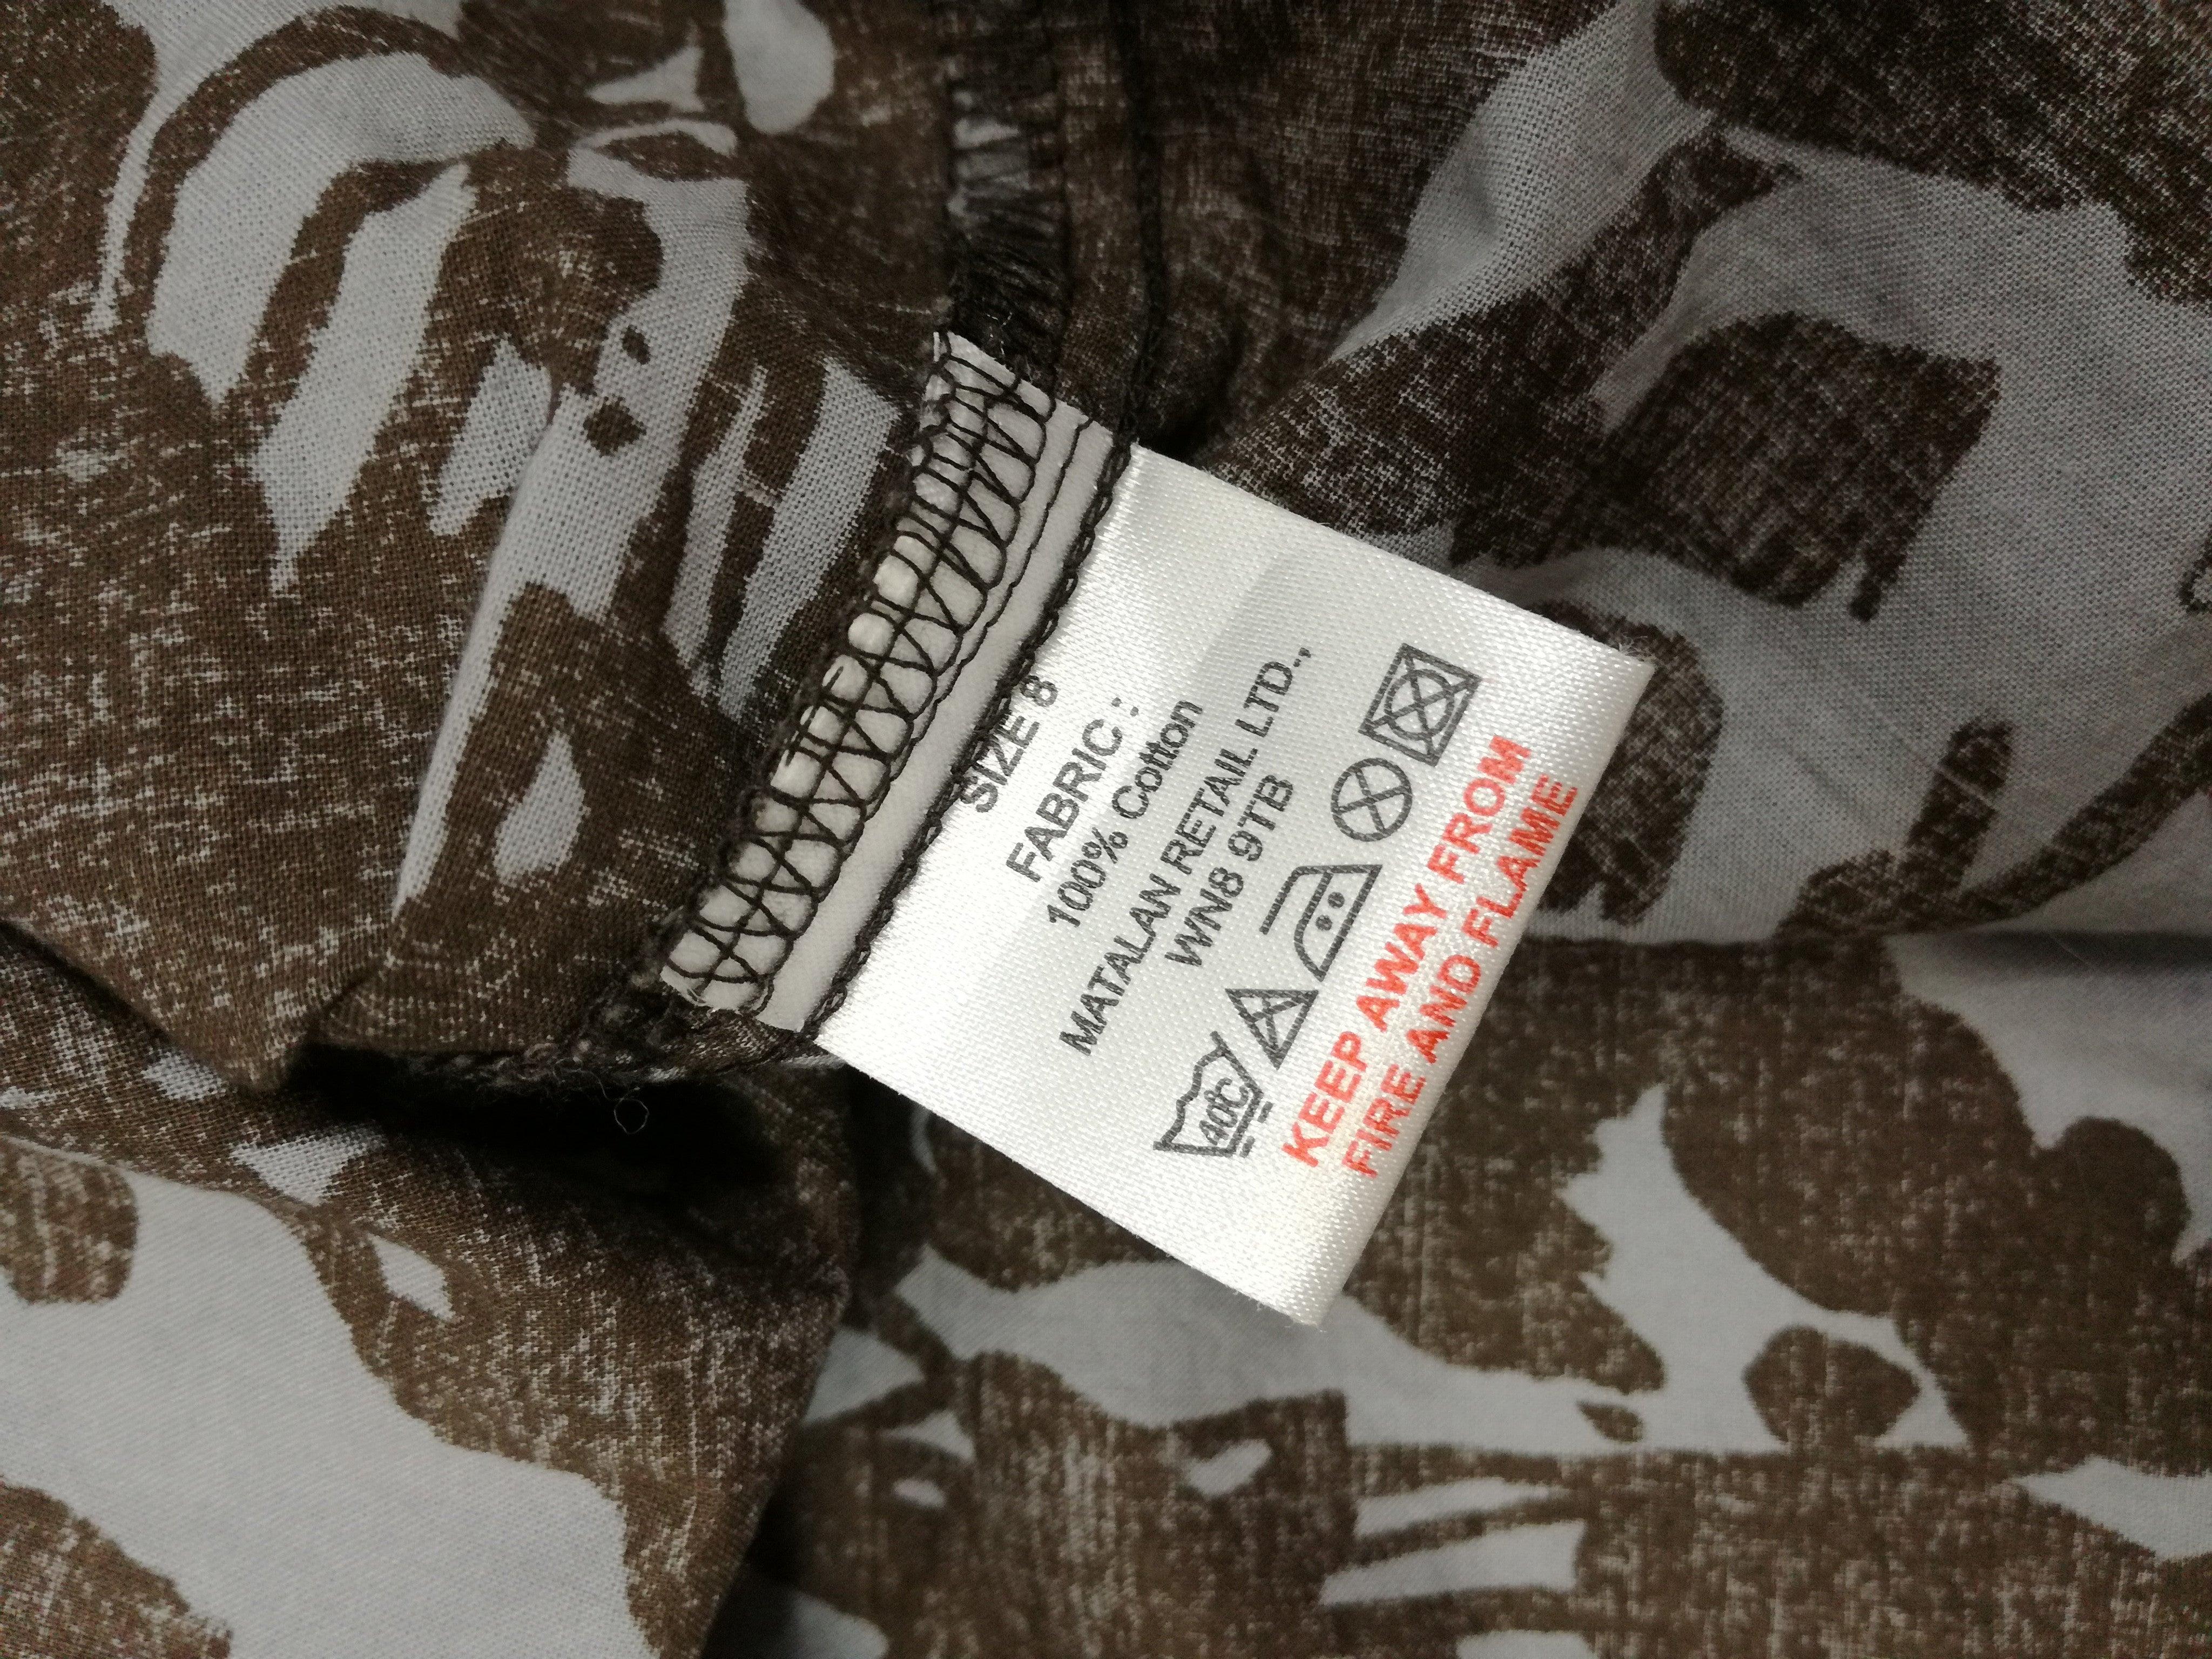 SIZE 8
FABRIC :
100% Cotton
MATALAN RETAIL LTD.,
WN8 9TB
40°C
KEEP AWAY FROM
FIRE AND FLAME